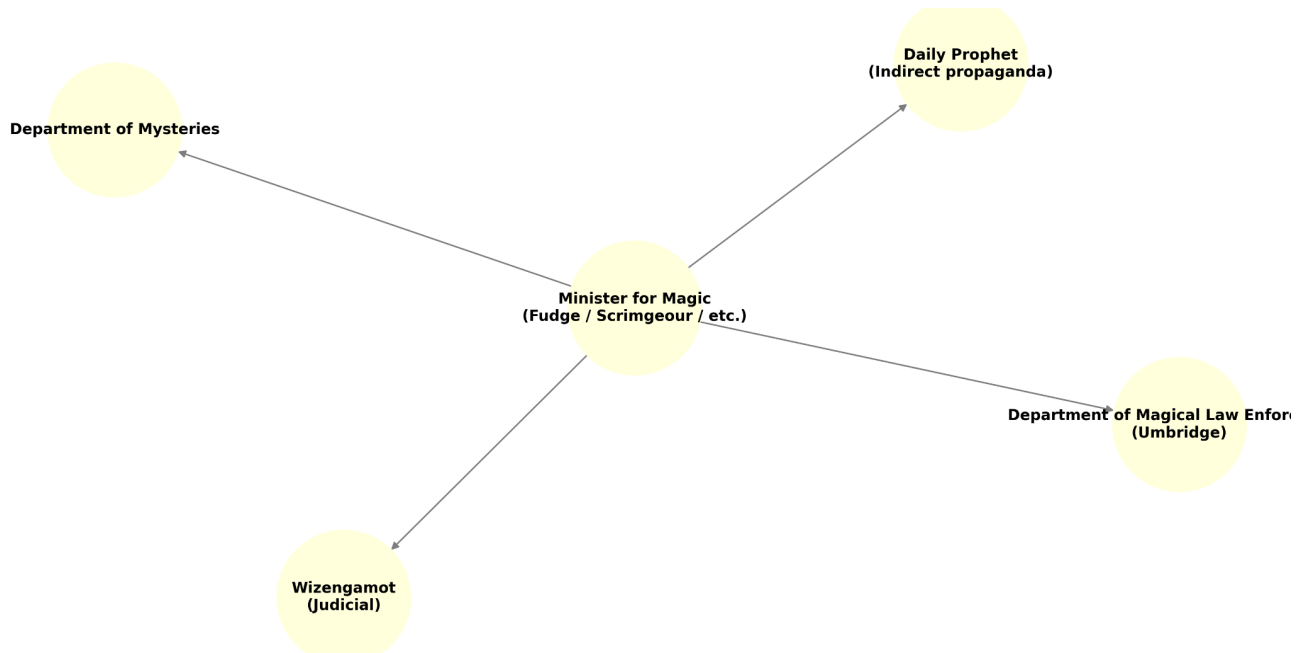 Daily Prophet
(Indirect propaganda)
Department of Mysteries
Minister for Magic
(Fudge / Scrimgeour / etc.)
Department of Magical Law Enfor
(Umbridge)
Wizengamot
(Judicial)